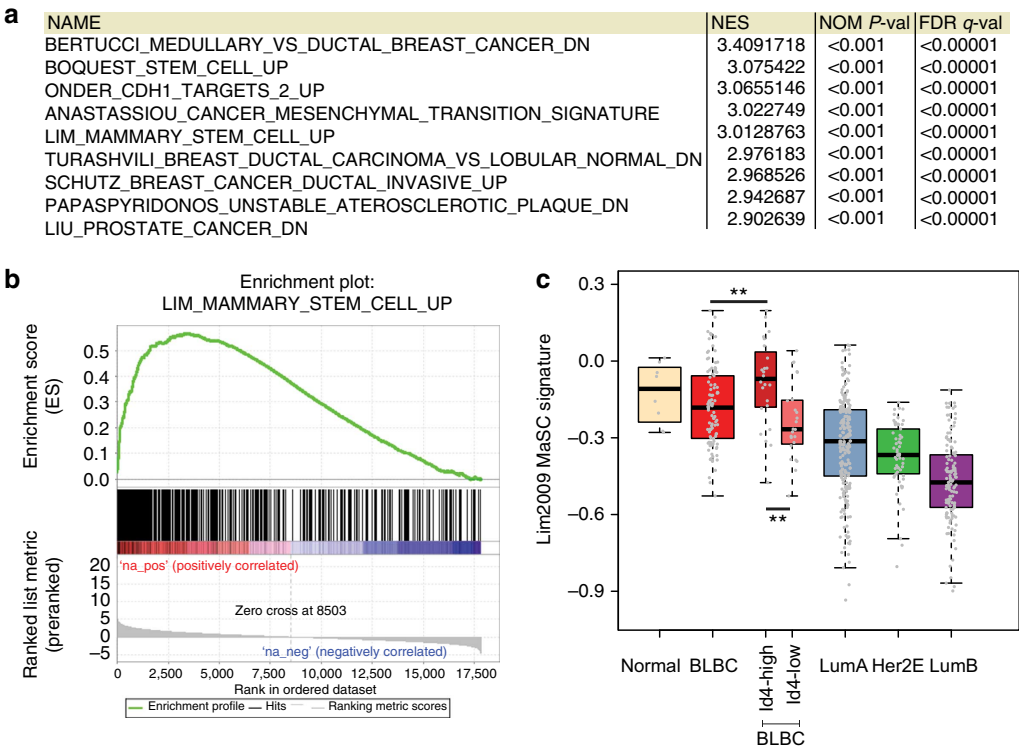 a
NAME NES NOM P-val FDR q-val
BERTUCCI_MEDULLARY_VS_DUCTAL_BREAST_CANCER_DN 3.4091718 <0.001 <0.00001
BOQUEST_STEM_CELL_UP 3.075422 <0.001 <0.00001
ONDER_CDH1_TARGETS_2_UP 3.0655146 <0.001 <0.00001
ANASTASSIOU_CANCER_MESENCHYMAL_TRANSITION_SIGNATURE 3.022749 <0.001 <0.00001
LIM_MAMMARY_STEM_CELL_UP 3.0128763 <0.001 <0.00001
TURASHVILI_BREAST_DUCTAL_CARCINOMA_VS_LOBULAR_NORMAL_DN 2.976183 <0.001 <0.00001
SCHUTZ_BREAST_CANCER_DUCTAL_INVASIVE_UP 2.968526 <0.001 <0.00001
PAPASPYRIDONOS_UNSTABLE_ATEROSCLEROTIC_PLAQUE_DN 2.942687 <0.001 <0.00001
LIU_PROSTATE_CANCER_DN 2.902639 <0.001 <0.00001
b
Enrichment plot:
LIM_MAMMARY_STEM_CELL_UP
Enrichment score
(ES)
0.5
0.4
0.3
0.2
0.1
0.0
Ranked list metric
(preranked)
20
15
10
5
0
−5
'na_pos' (positively correlated)
Zero cross at 8503
'na_neg' (negatively correlated)
0 2,500 5,000 7,500 10,000 12,500 15,000 17,500
Rank in ordered dataset
Enrichment profile Hits Ranking metric scores
c
Lim2009 MaSC signature
0.3
0.0
−0.3
−0.6
−0.9
**
**
Normal BLBC Id4-high Id4-low LumA Her2E LumB
BLBC